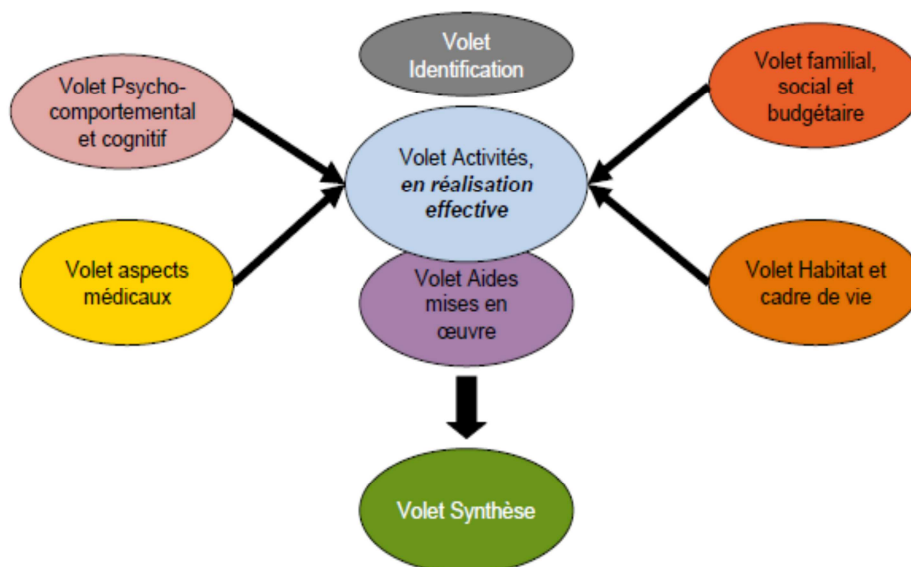 Volet
Identification
Volet Psycho-
comportemental
et cognitif
Volet familial,
social et
budgétaire
Volet Activités,
en réalisation
effective
Volet aspects
médicaux
Volet Aides
mises en
œuvre
Volet Habitat et
cadre de vie
Volet Synthèse